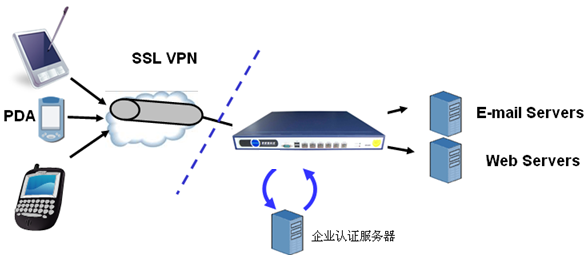 SSL VPN
PDA
E-mail Servers
Web Servers
企业认证服务器